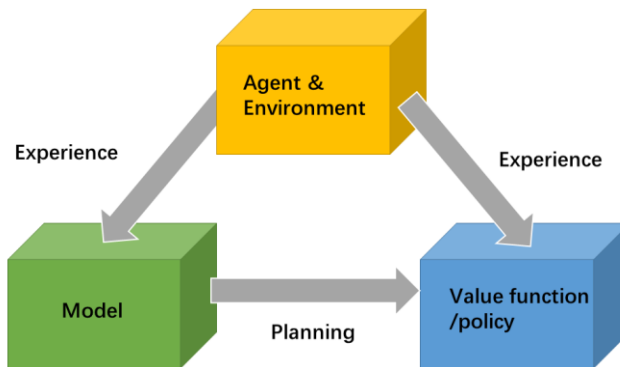 Agent &
Environment
Experience
Experience
Model
Value function
/policy
Planning